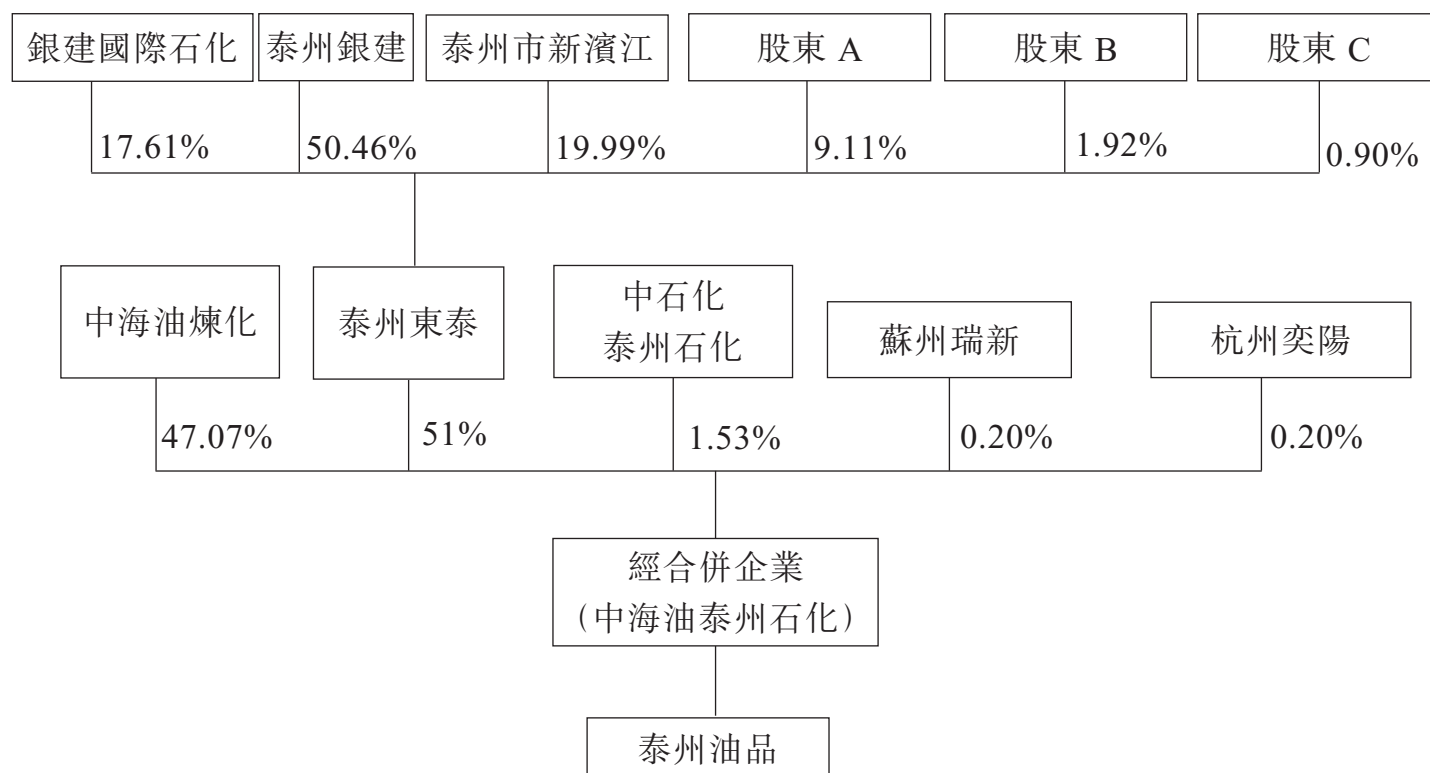 銀建國際石化
泰州銀建
泰州市新濱江
股東 A
股東 B
股東 C
17.61%
50.46%
19.99%
9.11%
1.92%
0.90%
中海油煉化
泰州東泰
中石化
泰州石化
蘇州瑞新
杭州奕陽
47.07%
51%
1.53%
0.20%
0.20%
經合併企業
（中海油泰州石化）
泰州油品